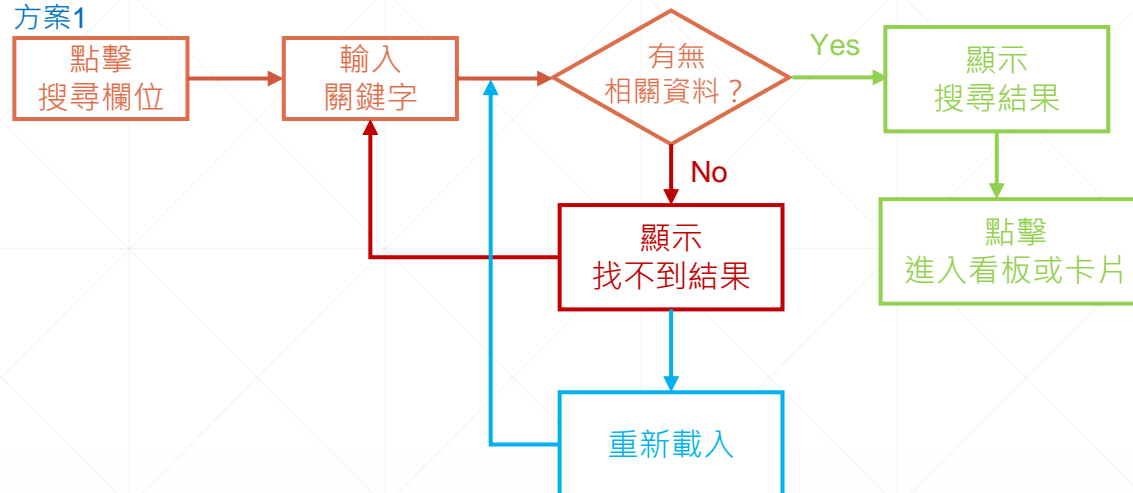 方案1
點擊
搜尋欄位
輸入
關鍵字
有無
相關資料？
Yes
顯示
搜尋結果
No
顯示
找不到結果
點擊
進入看板或卡片
重新載入